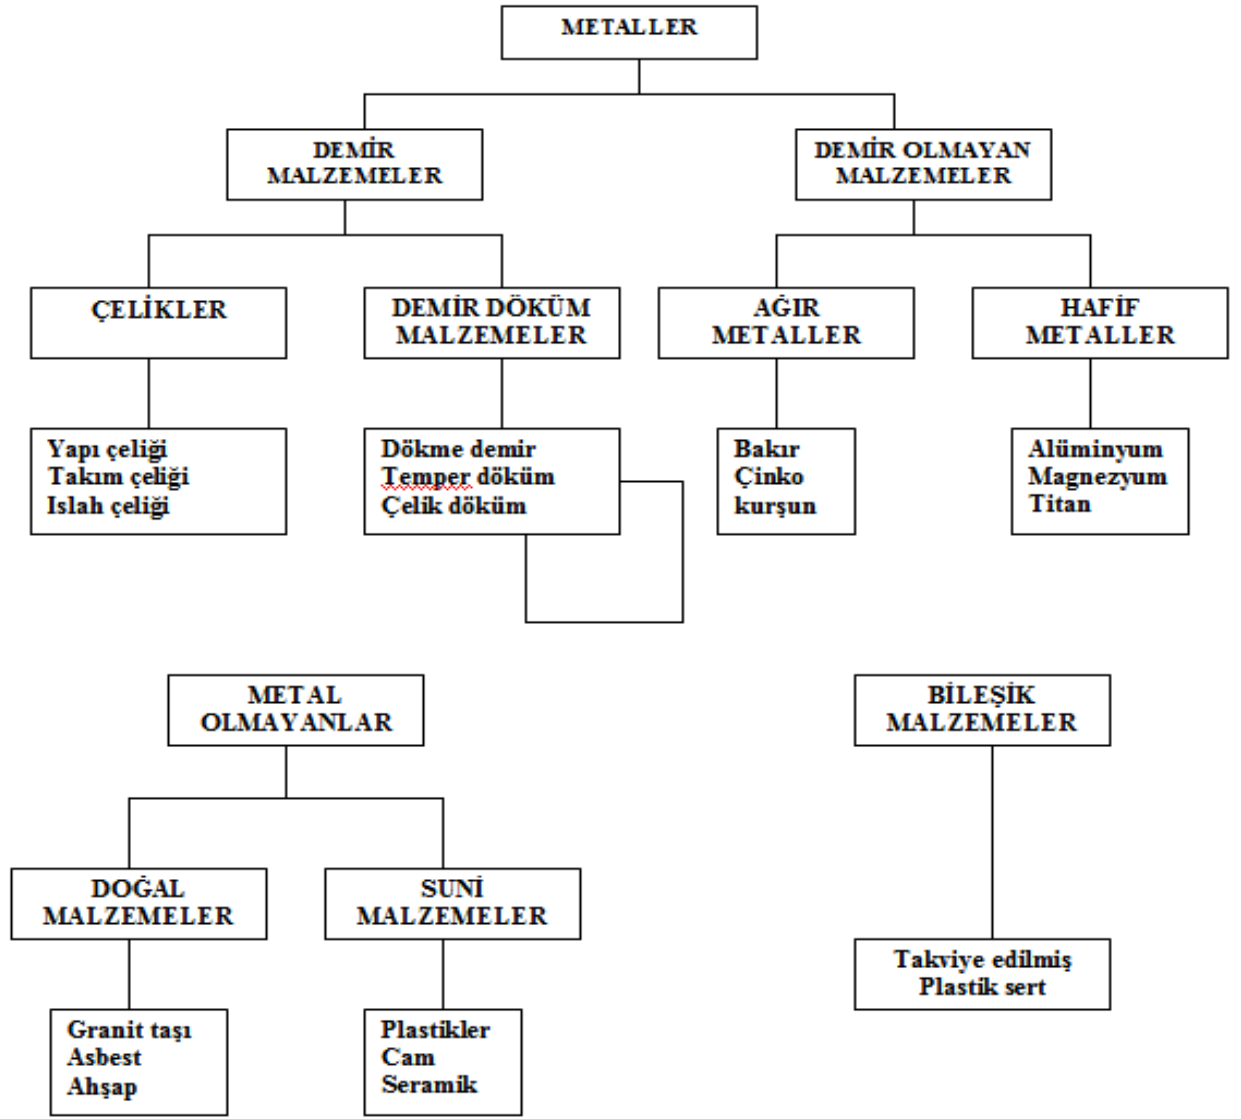 METALLER
DEMİR
MALZEMELER
DEMİR OLMAYAN
MALZEMELER
ÇELİKLER
DEMİR DÖKÜM
MALZEMELER
AĞIR
METALLER
HAFİF
METALLER
Yapı çeliği
Takım çeliği
Islah çeliği
Dökme demir
Temper döküm
Çelik döküm
Bakır
Çinko
kurşun
Alüminyum
Magnezyum
Titan
METAL
OLMAYANLAR
BİLEŞİK
MALZEMELER
DOĞAL
MALZEMELER
SUNİ
MALZEMELER
Takviye edilmiş
Plastik sert
Granit taşı
Asbest
Ahşap
Plastikler
Cam
Seramik